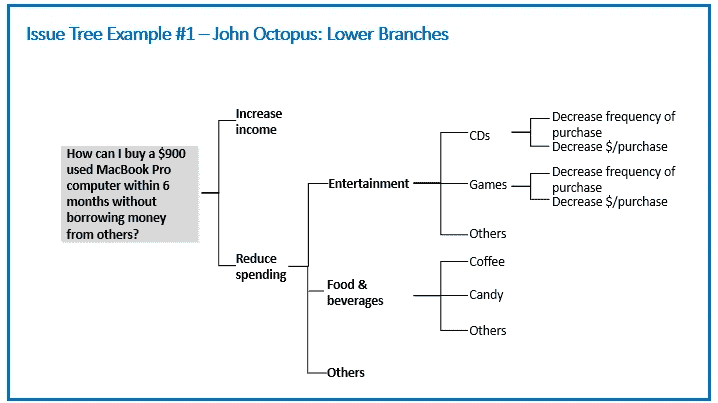 Issue Tree Example #1 – John Octopus: Lower Branches
How can I buy a $900
used MacBook Pro
computer within 6
months without
borrowing money
from others?
Increase
income
Reduce
spending
Entertainment
Food &
beverages
Others
CDs
Games
Others
Coffee
Candy
Others
Decrease frequency of
purchase
Decrease $/purchase
Decrease frequency of
purchase
Decrease $/purchase